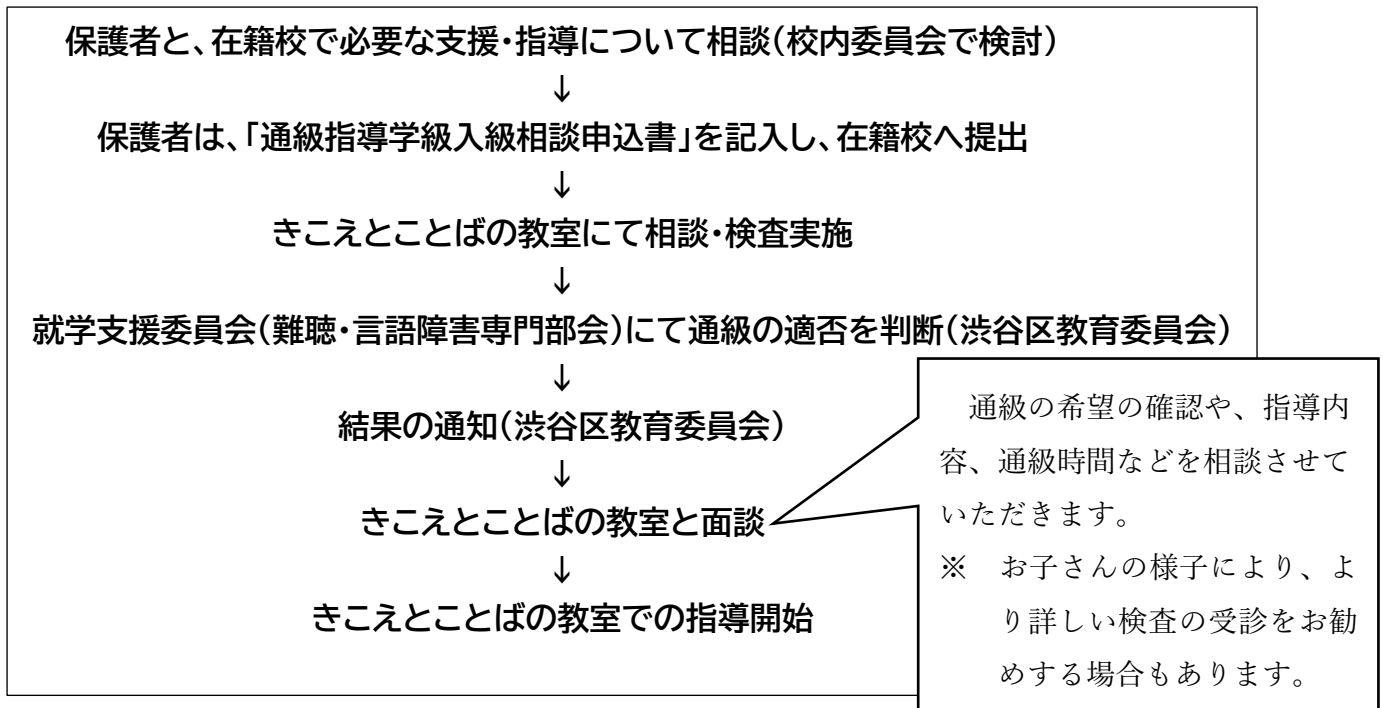 保護者と、在籍校で必要な支援・指導について相談(校内委員会で検討)
↓
保護者は、「通級指導学級入級相談申込書」を記入し、在籍校へ提出
↓
きこえとことばの教室にて相談・検査実施
↓
就学支援委員会(難聴・言語障害専門部会)にて通級の適否を判断(渋谷区教育委員会)
↓
結果の通知(渋谷区教育委員会)
↓
きこえとことばの教室と面談
↓
きこえとことばの教室での指導開始
通級の希望の確認や、指導内
容、通級時間などを相談させて
いただきます。
※ お子さんの様子により、よ
り詳しい検査の受診をお勧
めする場合もあります。